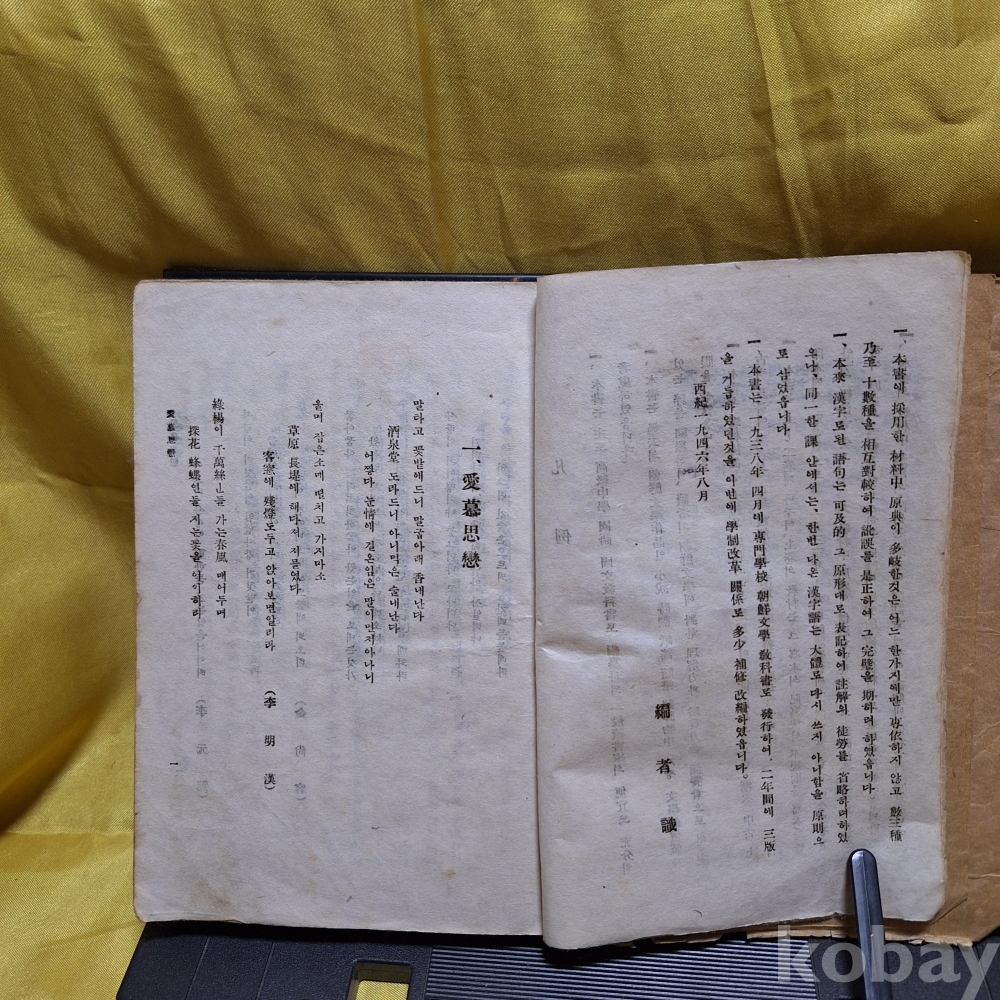 一、本書에 採用한 材料中 原典이 多岐한것은 어느 한가지에만 專依하지 않고 數三種
乃至 十數種을 相互對較하여 訛誤를 是正하여 그 完璧을 期하려 하였읍니다
一、本來 漢字로된 語句는 可及的 그 原形대로 表記하여 註解의 徒勞를 省略하려하였
으나, 同一한 課 안에서는, 한번 나온 漢字語는 大體로 다시 쓰지 아니함을 原則으
로 삼었읍니다
一 本書는 一九三八年 四月에 專門學校 朝鮮文學 敎科書로 發行하여, 二年間에 三版
을 거듭하였던것을 이번에 學制改革 關係로 多少 補修 改編하였읍니다。
西紀一九四六年八月
編者 識
一、愛慕思戀
말타고 꽃밭에드니 말굽아래 香내난다
酒泉堂 도라드니 아니먹은 술내난다
엇어쩧다 눈情에 걸온임은 말이먼저아나니
울며 잡은소매 떨치고 가지마소
草原 長堤에 해다져 저물었다
客窓에 殘燈도두고 앉아보면알리라
(李明漢)
綠楊이 千萬絲ㄴ들 가는春風 매어두며
探花 蜂蝶인들 지는꽃을 어이하리
愛慕思戀
一
kobay